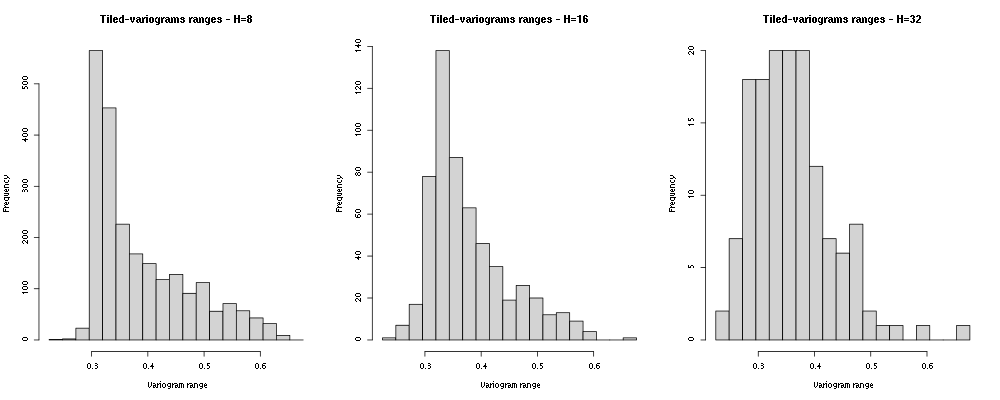 Tiled-variograms ranges - H=8
Frequency
500
400
300
200
100
0
0.3 0.4 0.5 0.6
Variogram range
Tiled-variograms ranges - H=16
Frequency
140
120
100
80
60
40
20
0
0.3 0.4 0.5 0.6
Variogram range
Tiled-variograms ranges - H=32
Frequency
20
15
10
5
0
0.3 0.4 0.5 0.6
Variogram range